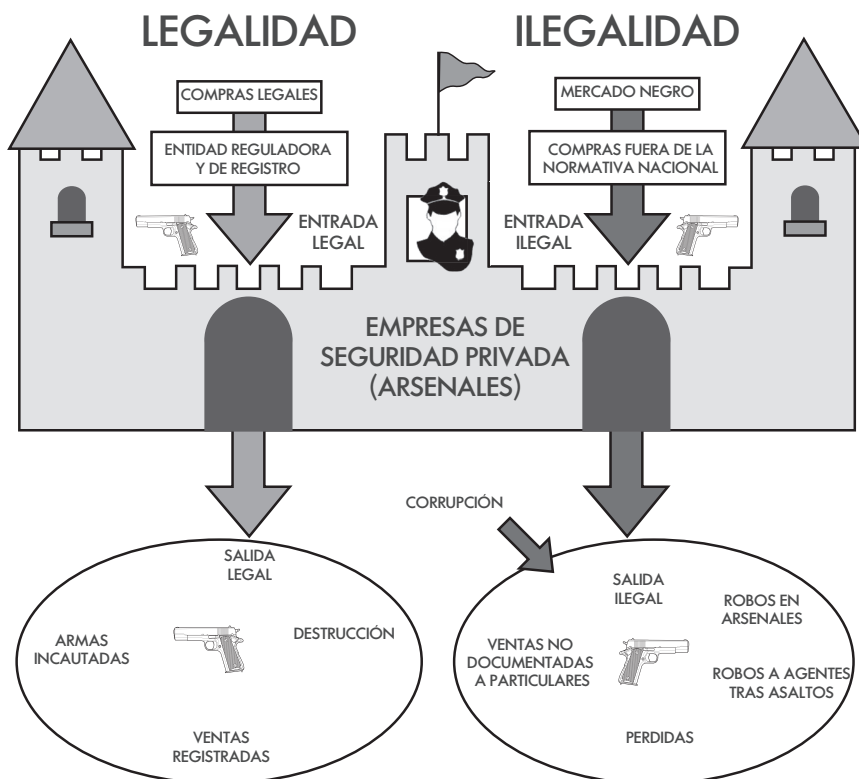 LEGALIDAD
ILEGALIDAD
COMPRAS LEGALES
ENTIDAD REGULADORA
Y DE REGISTRO
ENTRADA
LEGAL
MERCADO NEGRO
COMPRAS FUERA DE LA
NORMATIVA NACIONAL
ENTRADA
ILEGAL
EMPRESAS DE
SEGURIDAD PRIVADA
(ARSENALES)
SALIDA
LEGAL
ARMAS
INCAUTADAS
DESTRUCCIÓN
VENTAS
REGISTRADAS
CORRUPCIÓN
SALIDA
ILEGAL
ROBOS EN
ARSENALES
VENTAS NO
DOCUMENTADAS
A PARTICULARES
ROBOS A AGENTES
TRAS ASALTOS
PERDIDAS